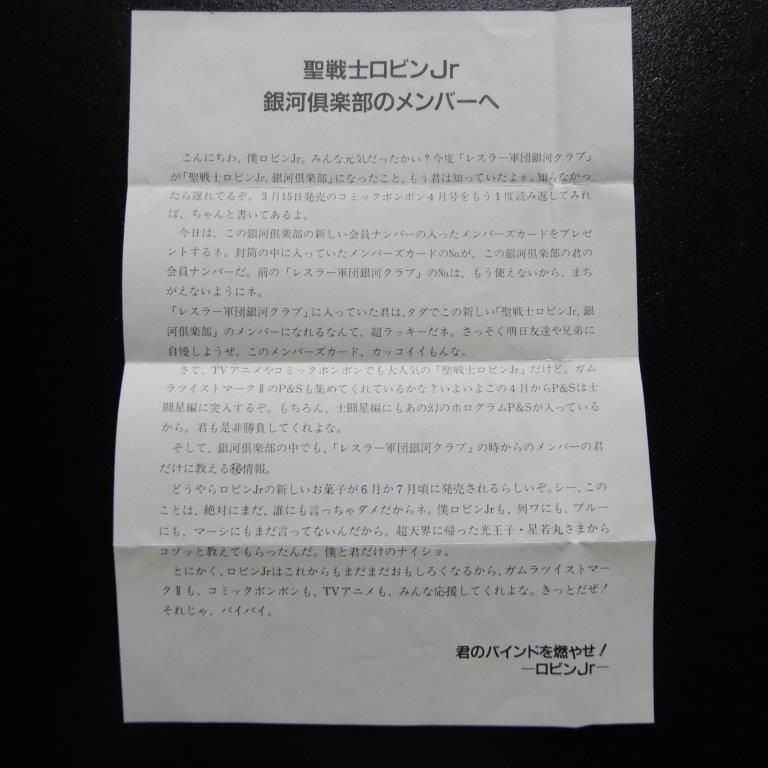 聖戦士ロビンJr
銀河倶楽部のメンバーへ
こんにちわ、僕ロビンJr。みんな元気だったかい？今度「レスラー軍団銀河クラブ」
が「聖戦士ロビンJr, 銀河倶楽部」になったこと、もう君は知っていたよネ。知らなかっ
たら遅れてるぞ。３月15日発売のコミックボンボン４月号をもう１度読み返してみれ
ば、ちゃんと書いてあるよ。
今日は、この銀河倶楽部の新しい会員ナンバーの入ったメンバーズカードをプレゼ
ントするネ。封筒の中に入っていたメンバーズカードの№が、この銀河倶楽部の君の
会員ナンバーだ。前の「レスラー軍団銀河クラブ」の№は、もう使えないから、まち
がえないようにネ。
「レスラー軍団銀河クラブ」に入っていた君は、タダでこの新しい「聖戦士ロビンJr, 銀
河倶楽部」のメンバーになれるなんて、超ラッキーだネ。さっそく明日友達や兄弟に
自慢しようぜ。このメンバーズカード、カッコイイもんな。
さて、TVアニメやコミックボンボンでも大人気の「聖戦士ロビンJr」だけど、ガム
ラツイストマークⅡのP&Sも集めてくれているかな？いよいよこの４月からP&Sは士
闘星編に突入するぞ。もちろん、士闘星編にもあの幻のホログラムP&Sが入っている
から。君も是非勝負してくれよな。
そして、銀河倶楽部の中でも、「レスラー軍団銀河クラブ」の時からのメンバーの君
だけに教える㊙情報。
どうやらロビンJrの新しいお菓子が６月か７月頃に発売されるらしいぞ。シー、この
ことは、絶対にまだ、誰にも言っちゃダメだからネ。僕ロビンJrも、列ワにも、ブルー
にも、マーシにもまだ言ってないんだから。超天界に帰った光王子・星若丸さまから
コソッと教えてもらったんだ。僕と君だけのナイショ。
とにかく、ロビンJrはこれからもまだまだおもしろくなるから、ガムラツイストマー
クⅡも、コミックボンボンも、TVアニメも、みんな応援してくれよな。きっとだぜ！
それじゃ、バイバイ。
君のバインドを燃やせ！
―ロビンJr―